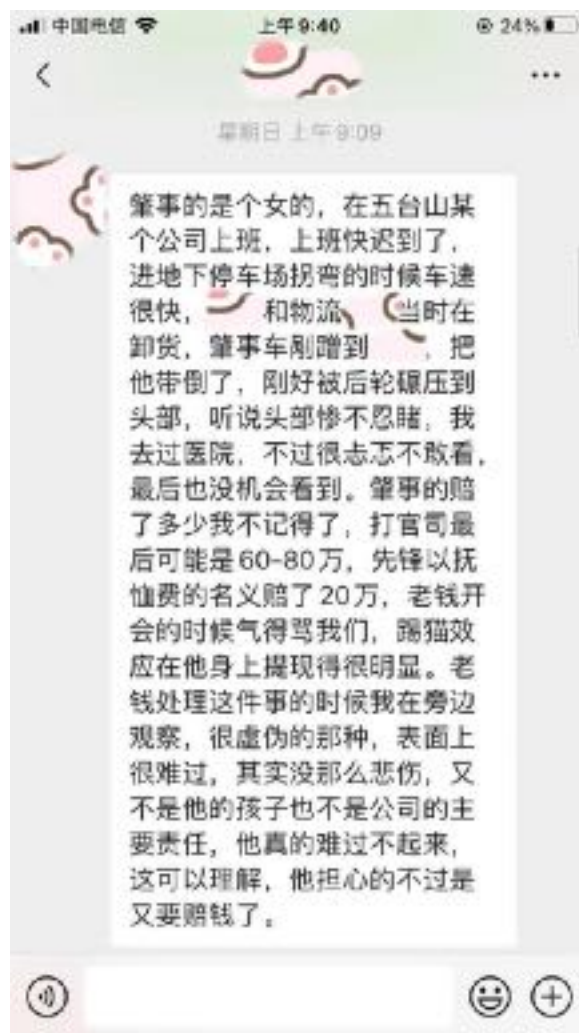 中国电信 上午9:40 24%
星期日 上午9:09
肇事的是个女的，在五台山某
个公司上班，上班快迟到了，
进地下停车场拐弯的时候车速
很快， 和物流 当时在
卸货，肇事车剐蹭到 ，把
他带倒了，刚好被后轮碾压到
头部，听说头部惨不忍睹，我
去过医院，不过很忐忑不敢看，
最后也没机会看到。肇事的赔
了多少我不记得了，打官司最
后可能是60-80万，先锋以抚
恤费的名义赔了20万，老钱开
会的时候气得骂我们，踢猫效
应在他身上提现得很明显。老
钱处理这件事的时候我在旁边
观察，很虚伪的那种，表面上
很难过，其实没那么悲伤，又
不是他的孩子也不是公司的主
要责任，他真的难过不起来，
这可以理解，他担心的不过是
又要赔钱了。